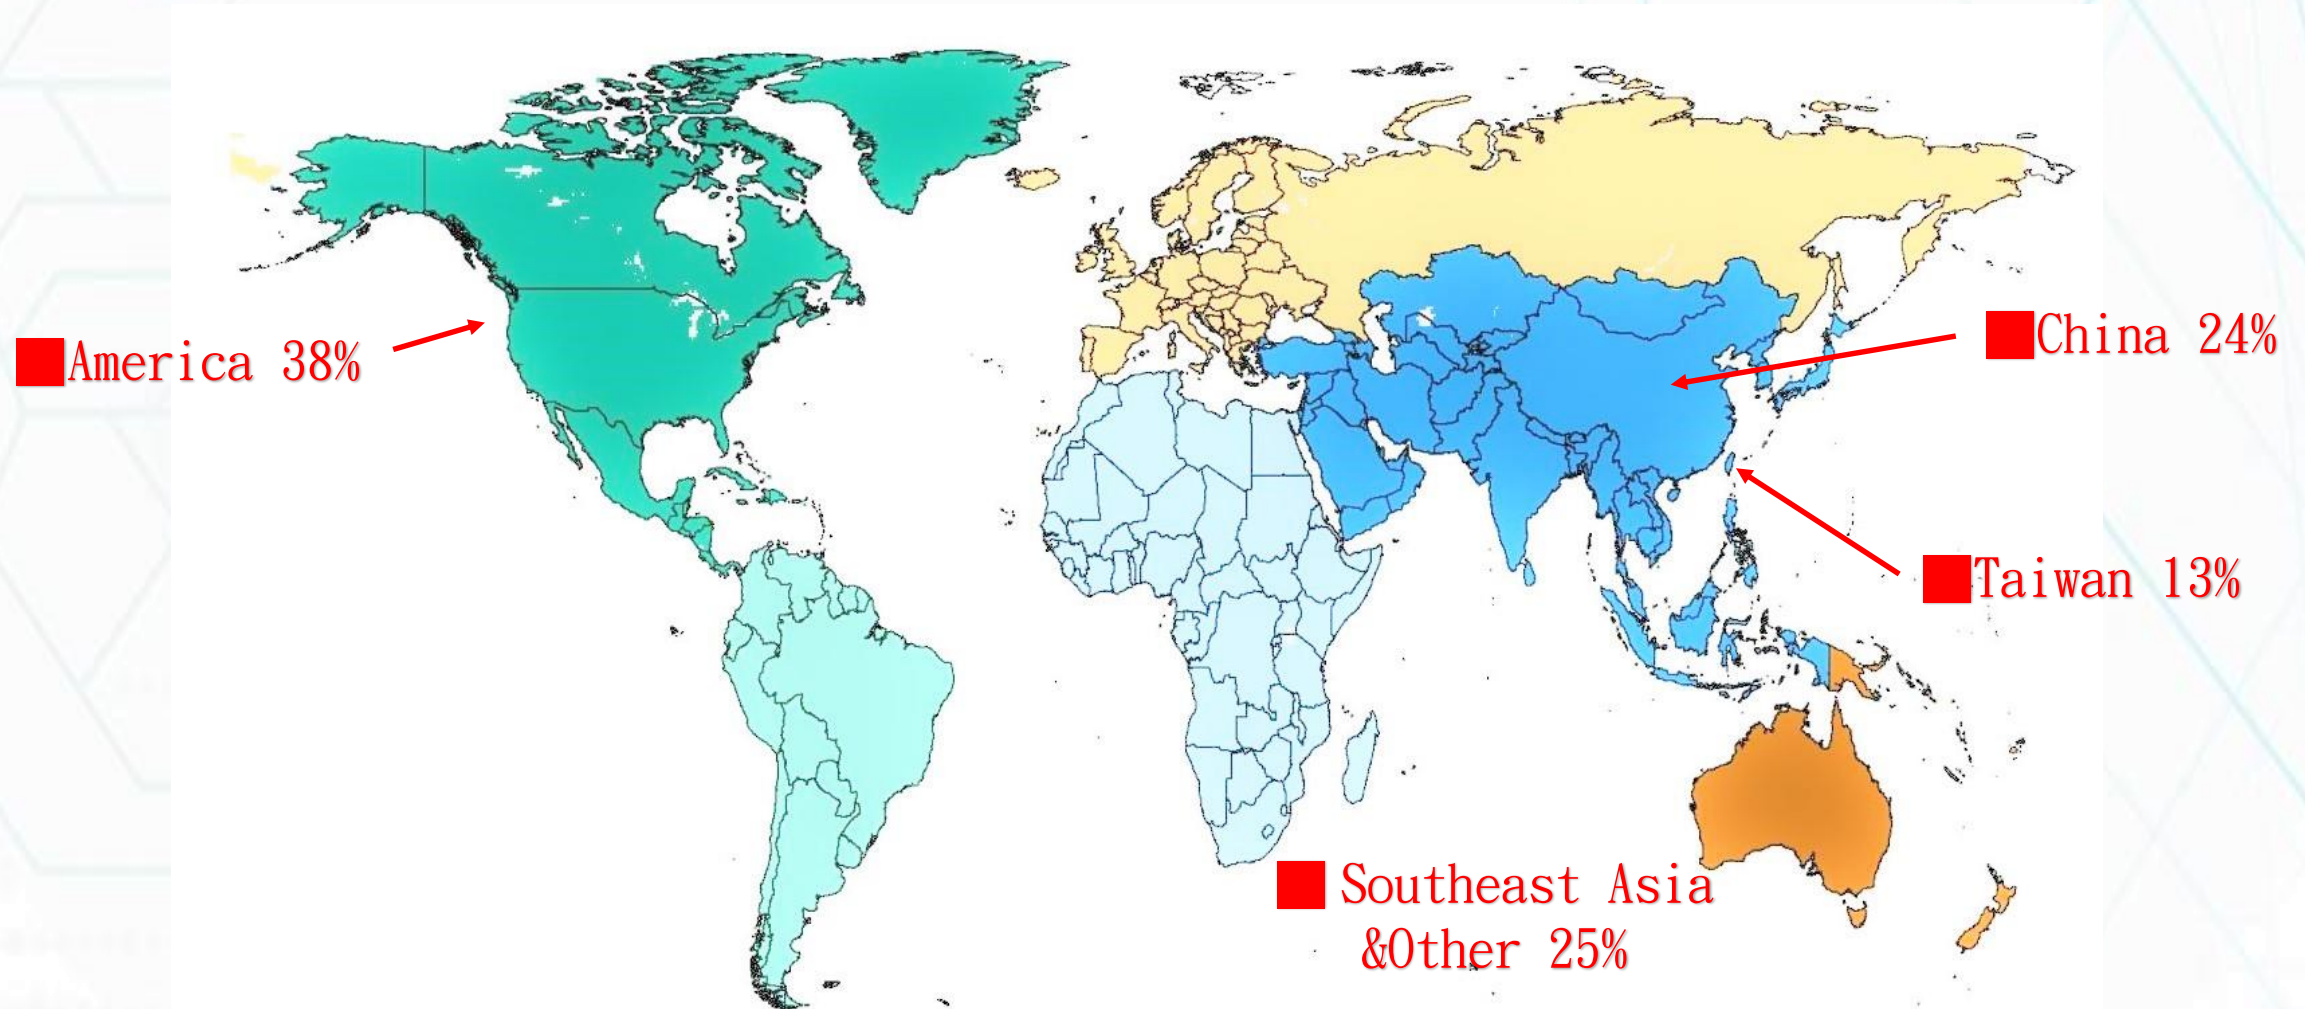 America 38%
China 24%
Taiwan 13%
Southeast Asia
&Other 25%